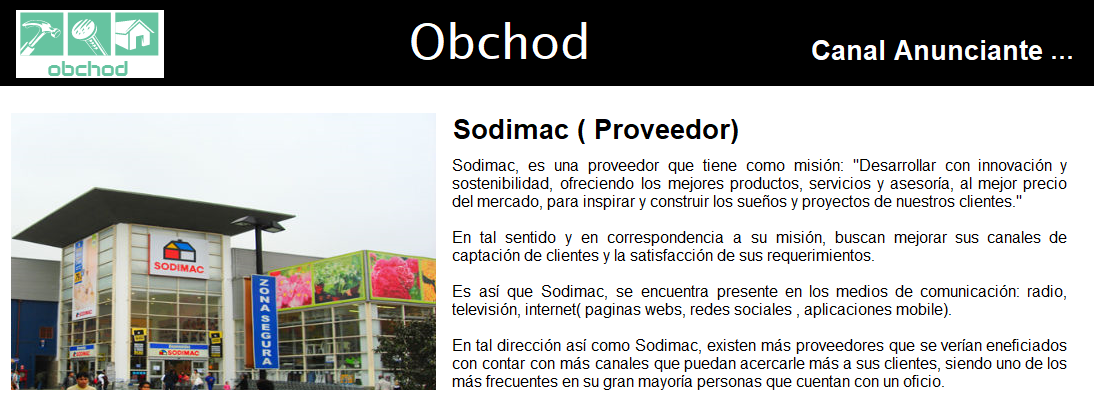 obchod
Obchod
Canal Anunciante ...
Sodimac ( Proveedor)
Sodimac, es una proveedor que tiene como misión: "Desarrollar con innovación y
sostenibilidad, ofreciendo los mejores productos, servicios y asesoría, al mejor precio
del mercado, para inspirar y construir los sueños y proyectos de nuestros clientes."
En tal sentido y en correspondencia a su misión, buscan mejorar sus canales de
captación de clientes y la satisfacción de sus requerimientos.
Es así que Sodimac, se encuentra presente en los medios de comunicación: radio,
televisión, internet( paginas webs, redes sociales , aplicaciones mobile).
En tal dirección así como Sodimac, existen más proveedores que se verían eneficiados
con contar con más canales que puedan acercarle más a sus clientes, siendo uno de los
más frecuentes en su gran mayoría personas que cuentan con un oficio.
SODIMAC
ZONA SEGURA
SODIMAC